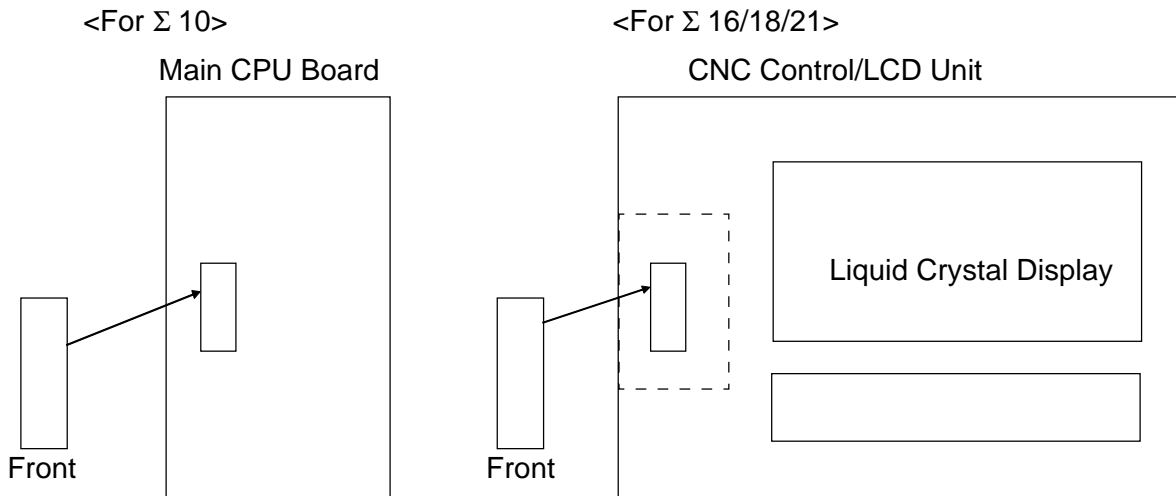 <For Σ 10>
<For Σ 16/18/21>
Main CPU Board
CNC Control/LCD Unit
Liquid Crystal Display
Front
Front